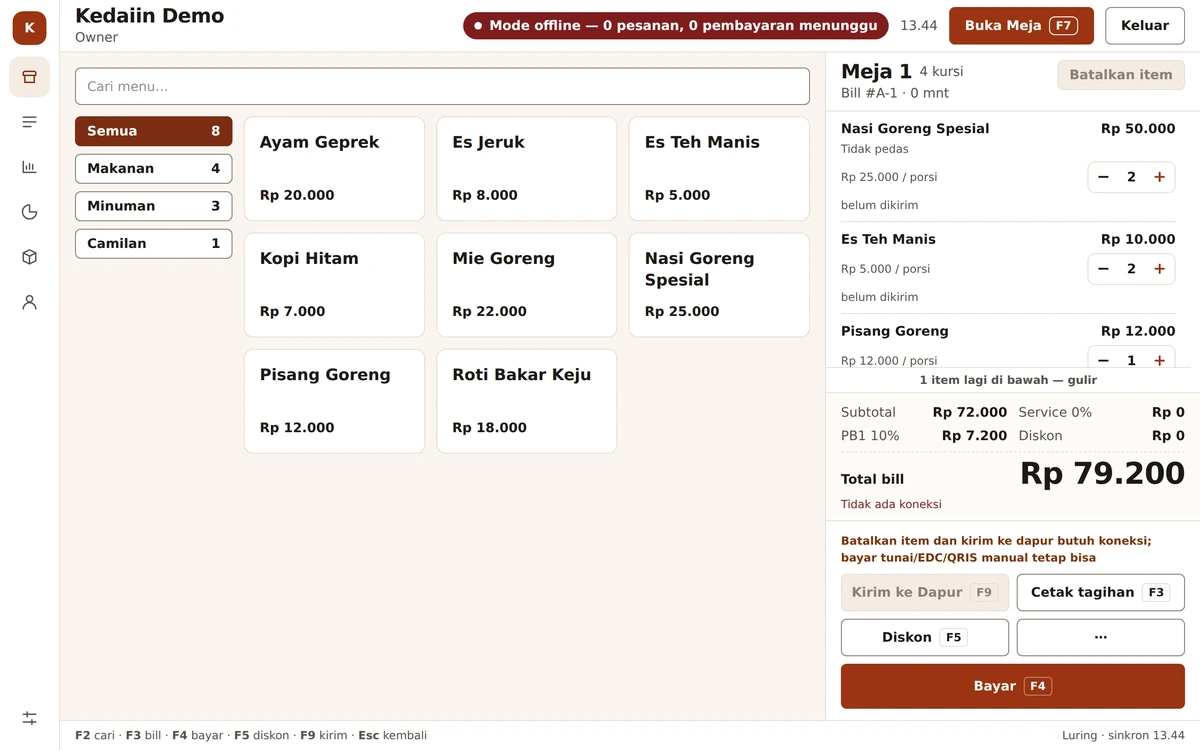 K
Kedaiin Demo
Owner
Mode offline — 0 pesanan, 0 pembayaran menunggu
13.44
Buka Meja F7
Keluar
Cari menu...
Semua 8
Makanan 4
Minuman 3
Camilan 1
Ayam Geprek
Rp 20.000
Es Jeruk
Rp 8.000
Es Teh Manis
Rp 5.000
Kopi Hitam
Rp 7.000
Mie Goreng
Rp 22.000
Nasi Goreng
Spesial
Rp 25.000
Pisang Goreng
Rp 12.000
Roti Bakar Keju
Rp 18.000
Meja 1 4 kursi
Bill #A-1 · 0 mnt
Batalkan item
Nasi Goreng Spesial Rp 50.000
Tidak pedas
Rp 25.000 / porsi − 2 +
belum dikirim
Es Teh Manis Rp 10.000
Rp 5.000 / porsi − 2 +
belum dikirim
Pisang Goreng Rp 12.000
Rp 12.000 / porsi − 1 +
1 item lagi di bawah — gulir
Subtotal Rp 72.000 Service 0% Rp 0
PB1 10% Rp 7.200 Diskon Rp 0
Total bill Rp 79.200
Tidak ada koneksi
Batalkan item dan kirim ke dapur butuh koneksi;
bayar tunai/EDC/QRIS manual tetap bisa
Kirim ke Dapur F9
Cetak tagihan F3
Diskon F5
...
Bayar F4
F2 cari · F3 bill · F4 bayar · F5 diskon · F9 kirim · Esc kembali
Luring · sinkron 13.44